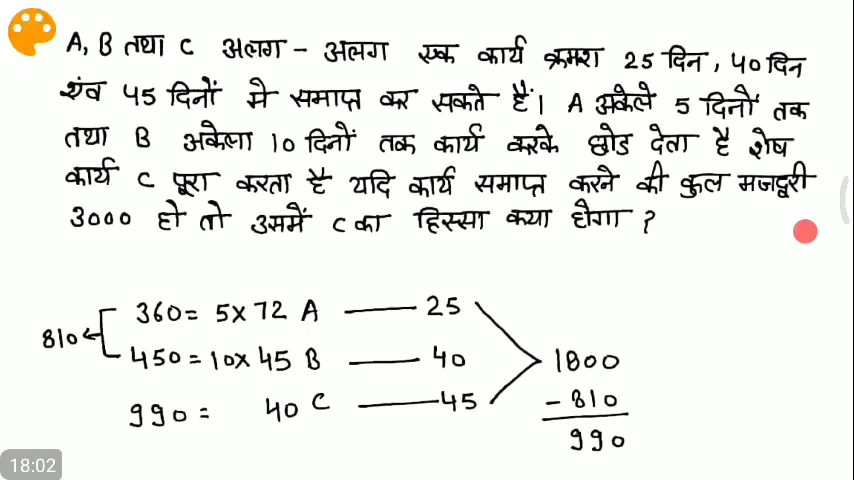 A, B तथा C अलग - अलग एक कार्य क्रमश 25 दिन, 40 दिन
एंव 45 दिनों मे समाप्त कर सकते हैं। A अकेले 5 दिनों तक
तथा B अकेला 10 दिनों तक कार्य करके छोड देता है शेष
कार्य C पूरा करता है यदि कार्य समाप्त करने की कुल मजदूरी
3000 हो तो उसमें C का हिस्सा क्या होगा ?
360 = 5 x 72 A — 25
810
450 = 10 x 45 B — 40 1800
990 = 40 C — 45 - 810
990
18:02